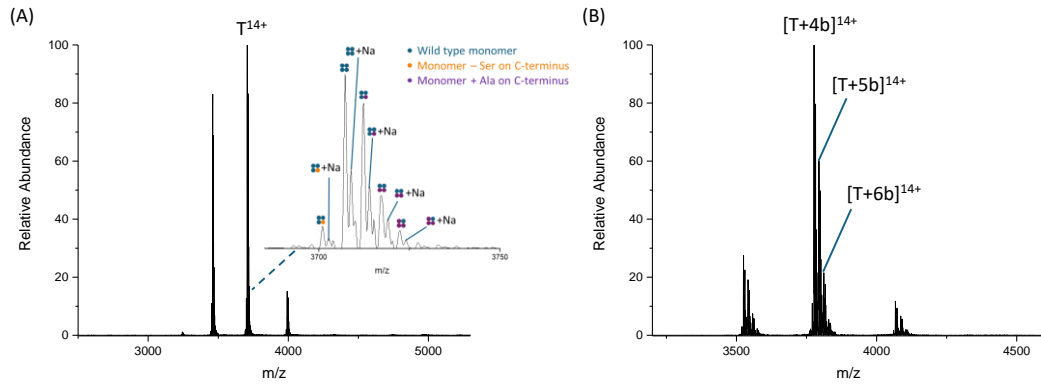 (A)
T14+
100
80
60
40
20
0
Relative Abundance
3000
4000
5000
m/z
+Na
• Wild type monomer
• Monomer – Ser on C-terminus
• Monomer + Ala on C-terminus
+Na
+Na
+Na
+Na
3700
3750
m/z
(B)
[T+4b]14+
[T+5b]14+
[T+6b]14+
100
80
60
40
20
0
Relative Abundance
3500
4000
4500
m/z